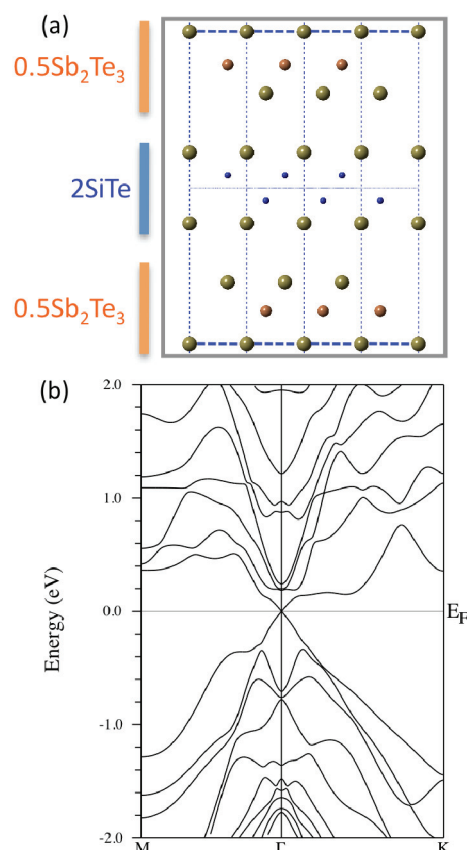 (a)
0.5Sb₂Te₃
2SiTe
0.5Sb₂Te₃
(b)
2.0
1.0
0.0
-1.0
-2.0
Energy (eV)
E_F
M Γ K